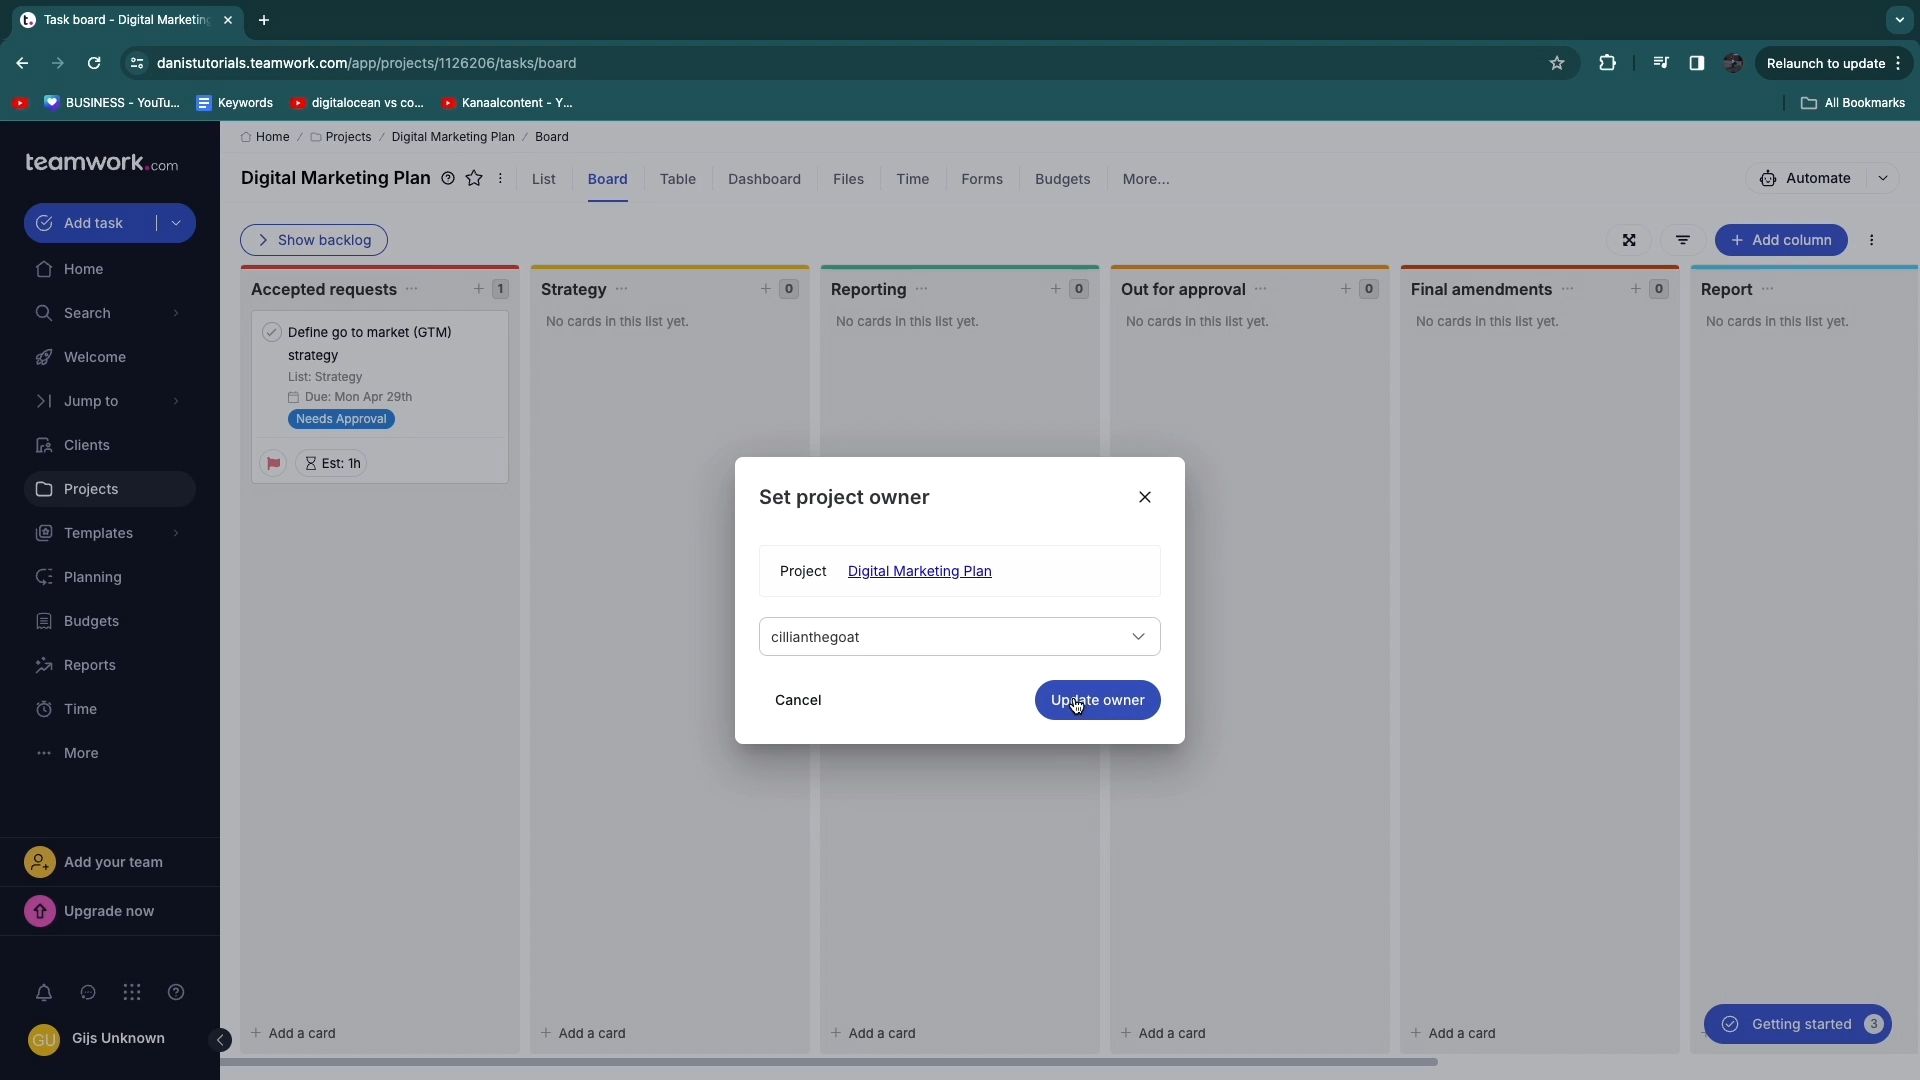 Task board - Digital Marketing
danistutorials.teamwork.com/app/projects/1126206/tasks/board
Relaunch to update
BUSINESS - YouTu...
Keywords
digitalocean vs co...
Kanaalcontent - Y...
All Bookmarks
teamwork.com
Add task
Home
Search
Welcome
Jump to
Clients
Projects
Templates
Planning
Budgets
Reports
Time
More
Add your team
Upgrade now
GU
Gijs Unknown
Home / Projects / Digital Marketing Plan / Board
Digital Marketing Plan
List
Board
Table
Dashboard
Files
Time
Forms
Budgets
More...
Automate
Show backlog
+ Add column
Accepted requests ... + 1
Define go to market (GTM)
strategy
List: Strategy
Due: Mon Apr 29th
Needs Approval
Est: 1h
+ Add a card
Strategy ... + 0
No cards in this list yet.
+ Add a card
Reporting ... + 0
No cards in this list yet.
+ Add a card
Out for approval ... + 0
No cards in this list yet.
+ Add a card
Final amendments ... + 0
No cards in this list yet.
+ Add a card
Report ...
No cards in this list yet.
Set project owner
Project Digital Marketing Plan
cillianthegoat
Cancel
Update owner
Getting started 3